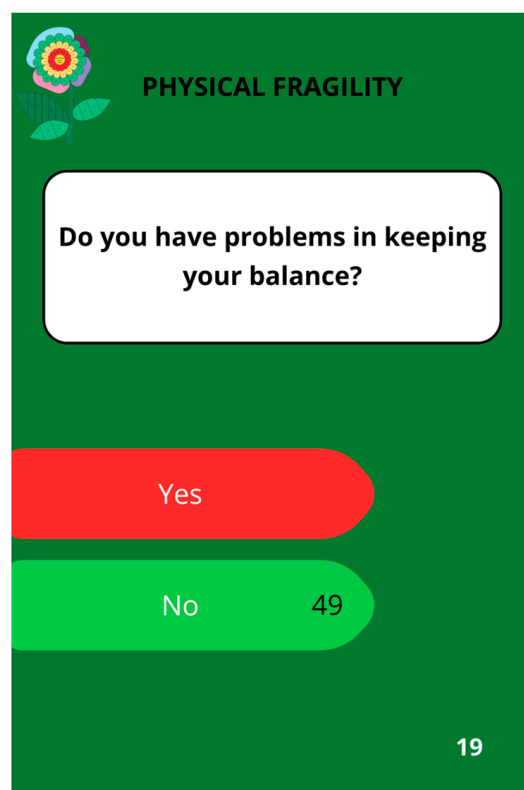 PHYSICAL FRAGILITY
Do you have problems in keeping
your balance?
Yes
No 49
19